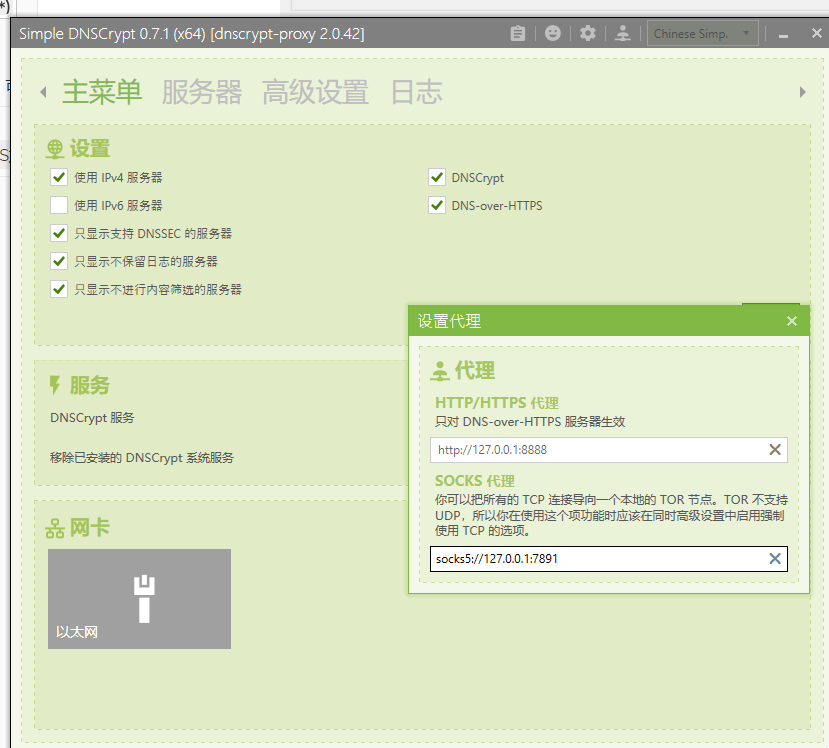 Simple DNSCrypt 0.7.1 (x64) [dnscrypt-proxy 2.0.42]
Chinese Simp.
主菜单 服务器 高级设置 日志
设置
使用 IPv4 服务器
使用 IPv6 服务器
只显示支持 DNSSEC 的服务器
只显示不保留日志的服务器
只显示不进行内容筛选的服务器
DNSCrypt
DNS-over-HTTPS
服务
DNSCrypt 服务
移除已安装的 DNSCrypt 系统服务
网卡
以太网
设置代理
代理
HTTP/HTTPS 代理
只对 DNS-over-HTTPS 服务器生效
http://127.0.0.1:8888
SOCKS 代理
你可以把所有的 TCP 连接导向一个本地的 TOR 节点。TOR 不支持
UDP，所以你在使用这个项功能时应该在同时高级设置中启用强制
使用 TCP 的选项。
socks5://127.0.0.1:7891